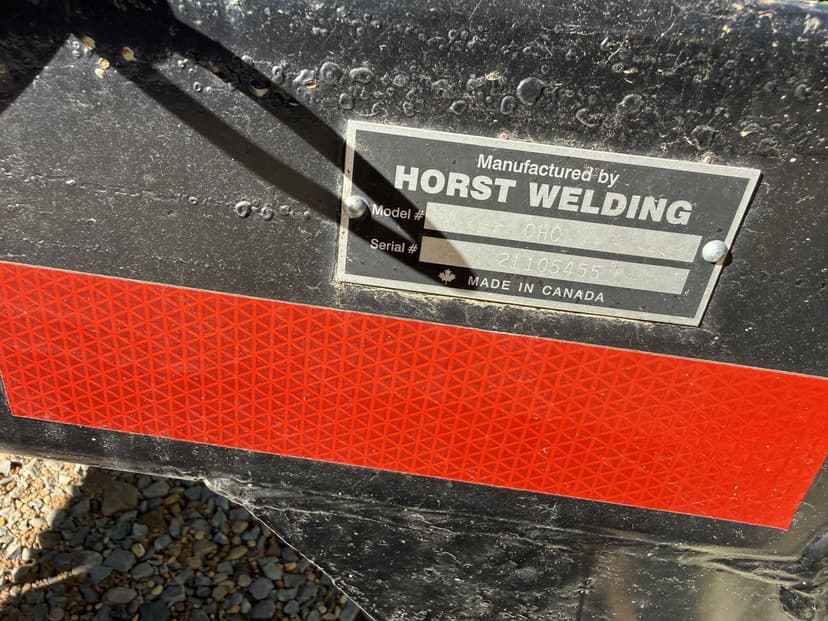 Manufactured by
HORST WELDING
Model # CHC
Serial # 21105455
MADE IN CANADA